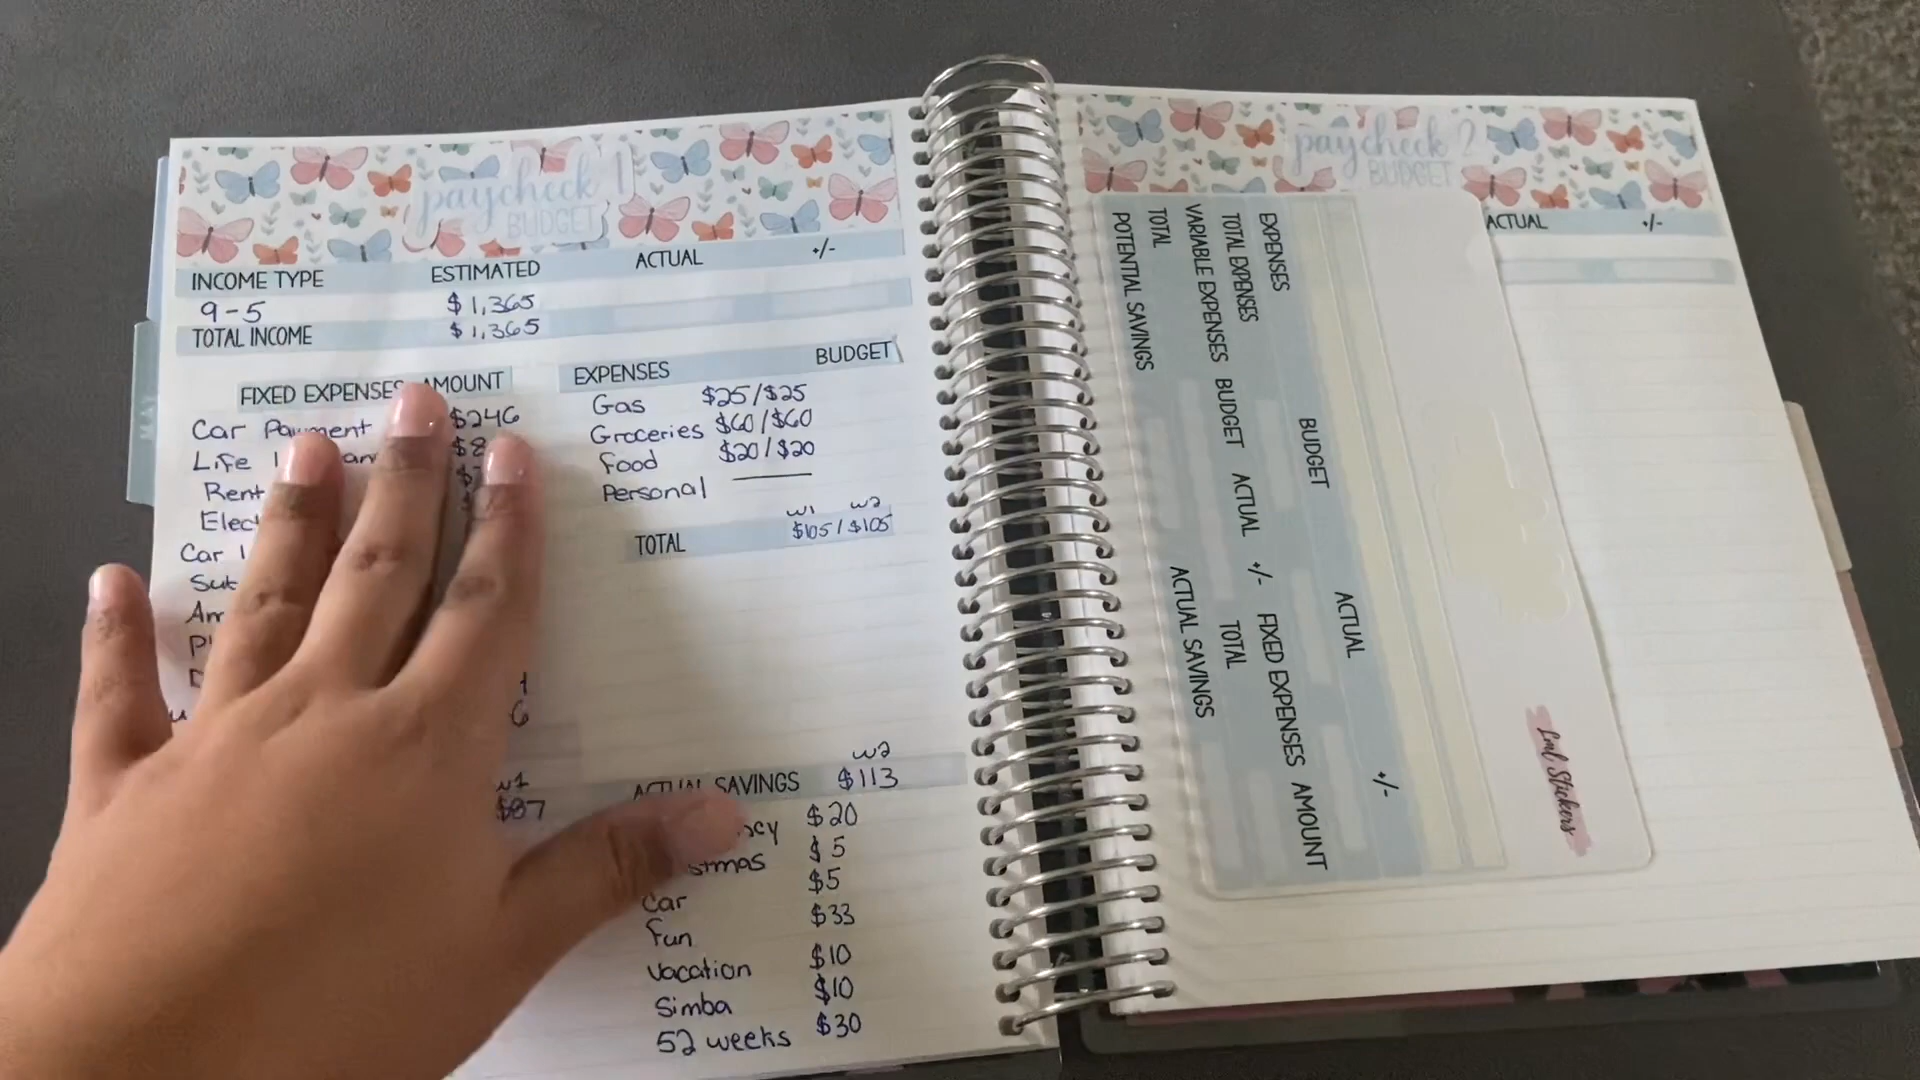 paycheck 1
BUDGET
INCOME TYPE ESTIMATED ACTUAL +/-
9-5 $1,365
TOTAL INCOME $1,365
FIXED EXPENSES AMOUNT
Car Payment $246
Life
Rent
Car
EXPENSES BUDGET
Gas $25/$25
Groceries $60/$60
Food $20/$20
Personal
w1 w2
TOTAL $105/$105
w1
$87
w2
ACTUAL SAVINGS $113
$20
$5
Car $5
Fun $33
Vacation $10
Simba $10
52 weeks $30
MAY
paycheck 2
BUDGET
ACTUAL +/-
BUDGET ACTUAL +/-
EXPENSES
TOTAL EXPENSES FIXED EXPENSES AMOUNT
VARIABLE EXPENSES BUDGET ACTUAL +/- TOTAL
TOTAL
POTENTIAL SAVINGS ACTUAL SAVINGS
Lml Stickers